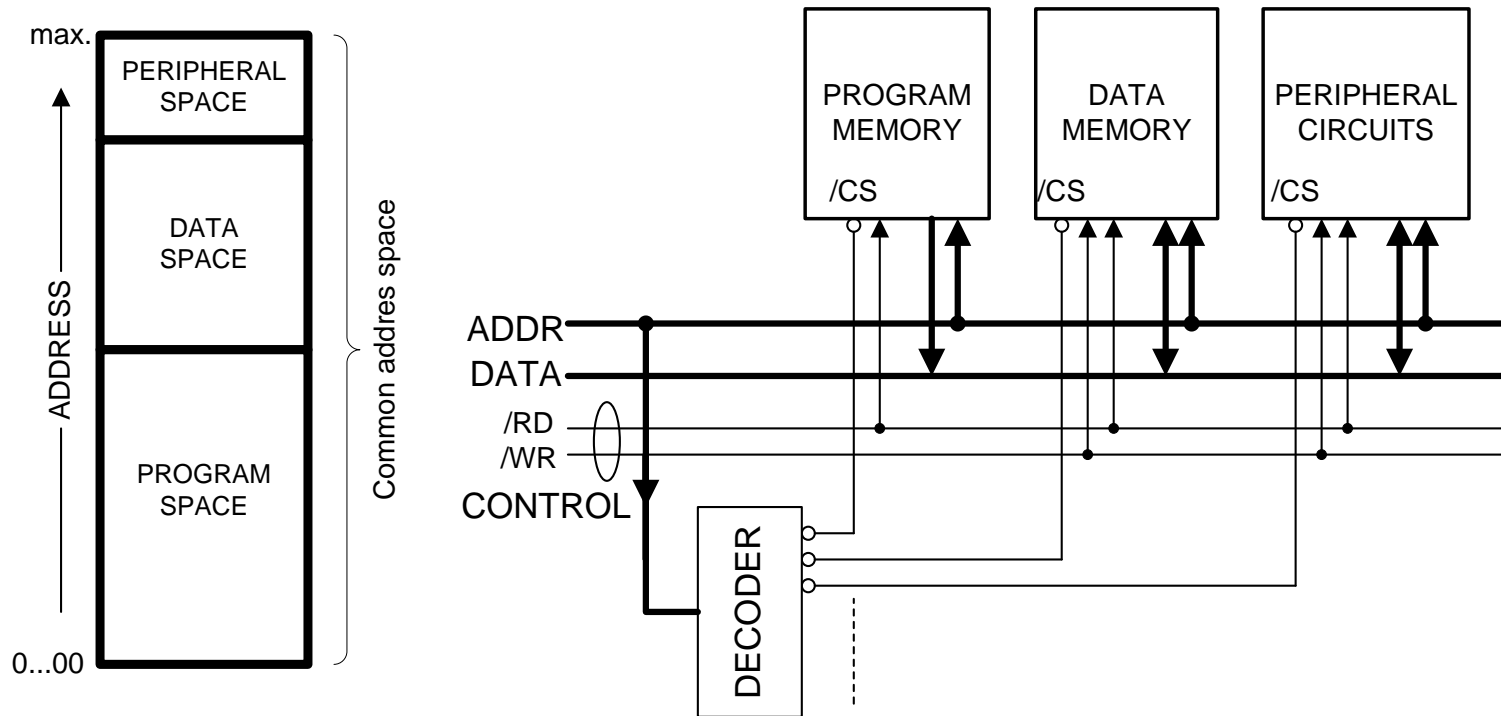 max.
PERIPHERAL
SPACE
DATA
SPACE
PROGRAM
SPACE
0...00
ADDRESS
Common addres space
PROGRAM
MEMORY
/CS
DATA
MEMORY
/CS
PERIPHERAL
CIRCUITS
/CS
ADDR
DATA
/RD
/WR
CONTROL
DECODER